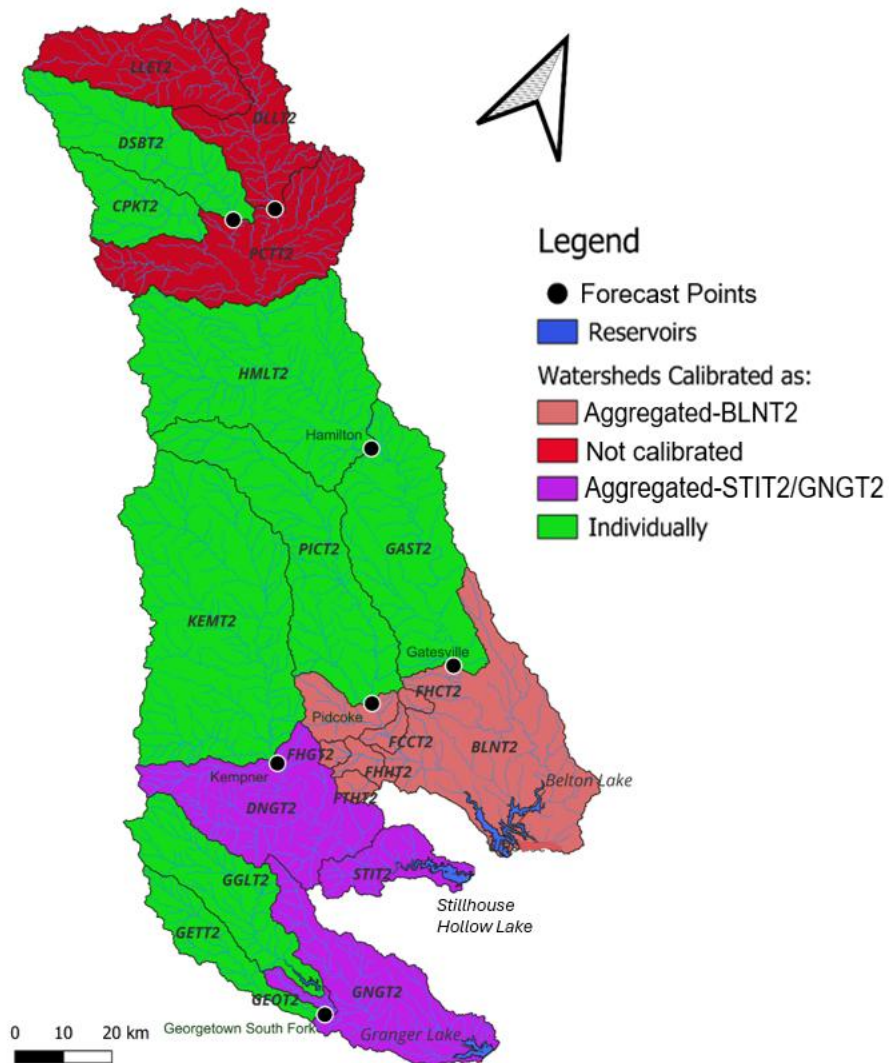 LLET2
DLLT2
DSBT2
CPKT2
PCTT2
HMLT2
Hamilton
PICT2
GAST2
KEMT2
Gatesville
FHCT2
Pidcoke
FCCT2
BLNT2
FHGT2
Kempner
FHHT2
Belton Lake
FTHT2
DNGT2
STIT2
GGLT2
Stillhouse
Hollow Lake
GETT2
GNGT2
GEOT2
Georgetown South Fork
Granger Lake
0 10 20 km
Legend
Forecast Points
Reservoirs
Watersheds Calibrated as:
Aggregated-BLNT2
Not calibrated
Aggregated-STIT2/GNGT2
Individually